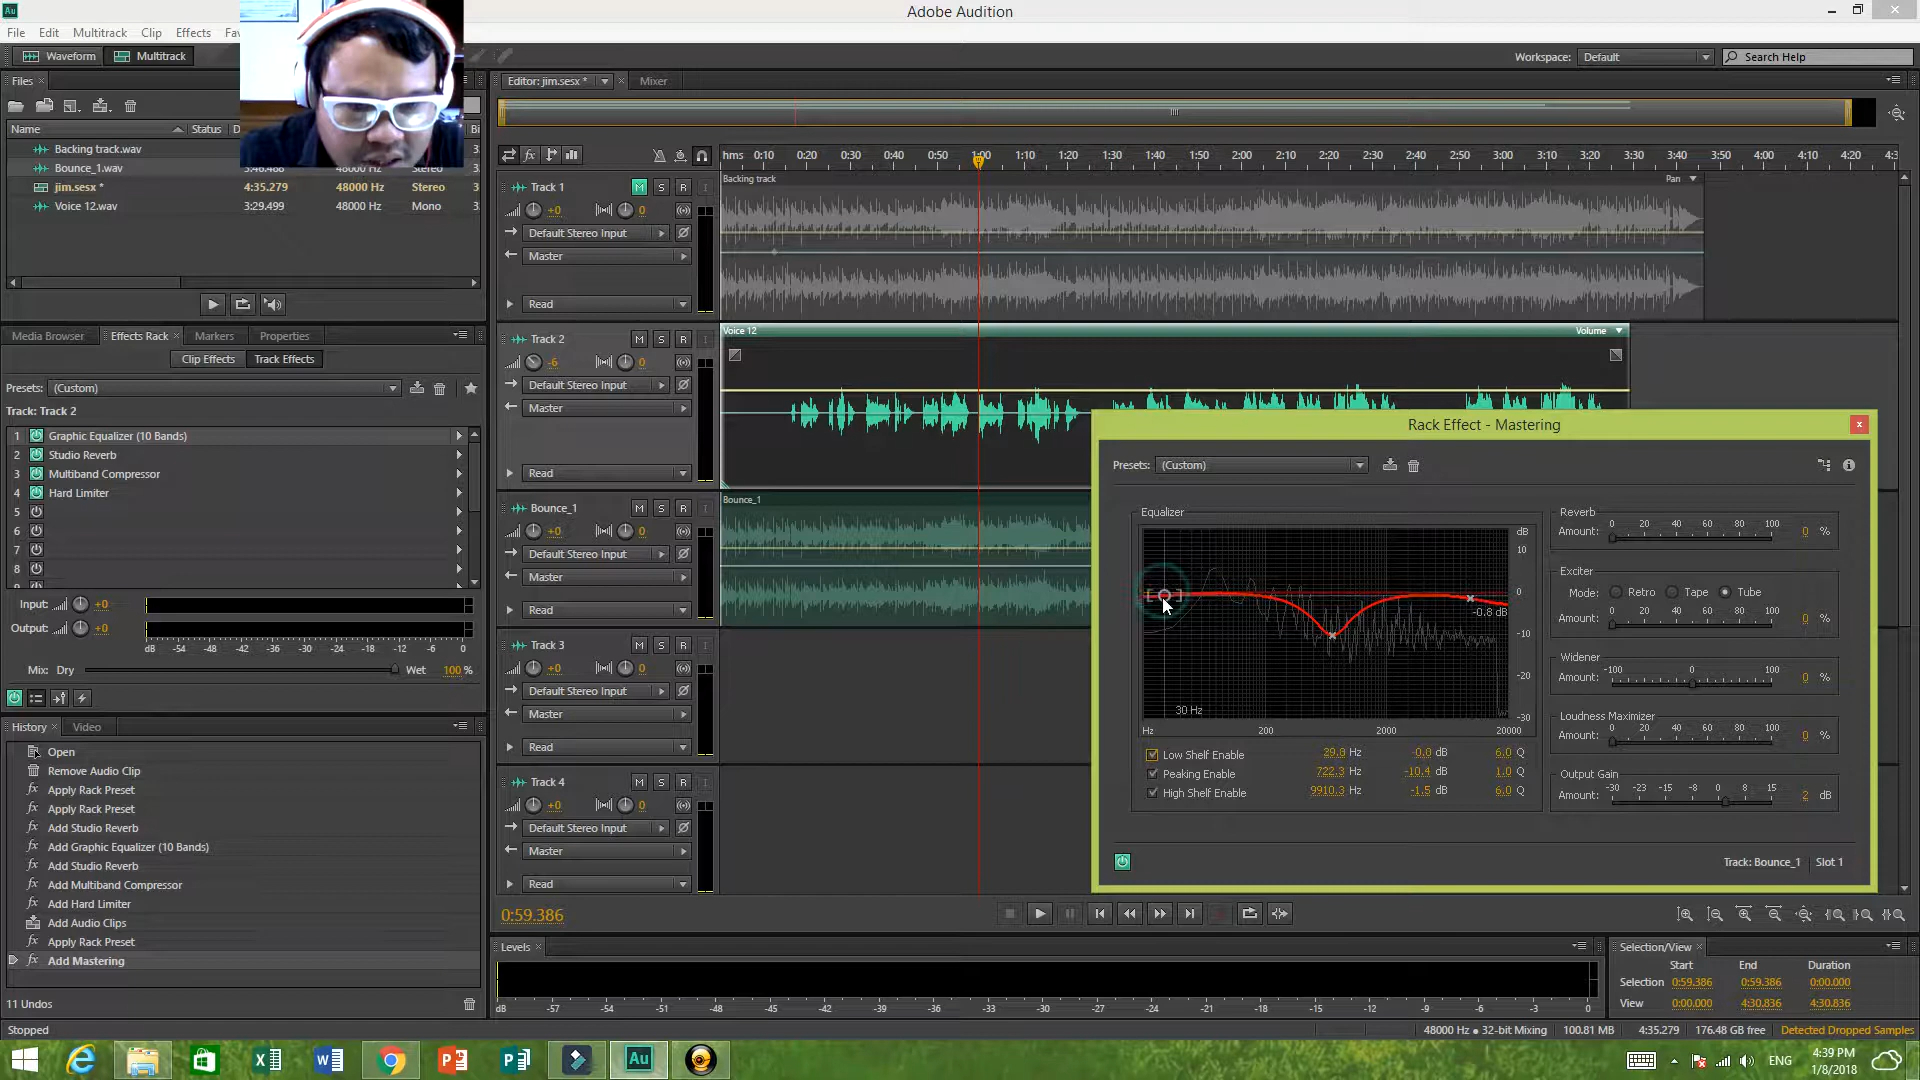 Adobe Audition
File Edit Multitrack Clip Effects Fav
Waveform Multitrack Workspace: Default Search Help
Files Editor: jim.sesx * Mixer
Name Status D
Backing track.wav
Bounce_1.wav 3:46.488 Stereo
jim.sesx * 4:35.279 48000 Hz Stereo
Voice 12.wav 3:29.499 48000 Hz Mono
hms 0:10 0:20 0:30 0:40 0:50 1:00 1:10 1:20 1:30 1:40 1:50 2:00 2:10 2:20 2:30 2:40 2:50 3:00 3:10 3:20 3:30 3:40 3:50 4:00 4:10 4:20 4:3
Track 1 M S R I
+0 0
Default Stereo Input
Master
Read
Backing track Pan
Track 2 M S R I
-6 0
Default Stereo Input
Master
Read
Voice 12 Volume
Bounce_1 M S R I
+0 0
Default Stereo Input
Master
Read
Bounce_1
Track 3 M S R I
+0 0
Default Stereo Input
Master
Read
Track 4 M S R I
+0 0
Default Stereo Input
Master
Read
Media Browser Effects Rack Markers Properties
Clip Effects Track Effects
Presets: (Custom)
Track: Track 2
1 Graphic Equalizer (10 Bands)
2 Studio Reverb
3 Multiband Compressor
4 Hard Limiter
5
6
7
8
Input: +0
Output: +0
dB -54 -48 -42 -36 -30 -24 -18 -12 -6 0
Mix: Dry Wet 100 %
History Video
Open
Remove Audio Clip
Apply Rack Preset
Apply Rack Preset
Add Studio Reverb
Add Graphic Equalizer (10 Bands)
Add Studio Reverb
Add Multiband Compressor
Add Hard Limiter
Add Audio Clips
Apply Rack Preset
Add Mastering
11 Undos
Stopped
Rack Effect - Mastering
Presets: (Custom)
Equalizer
dB
10
0
-10
-20
-30
-0.8 dB
30 Hz
Hz 200 2000 20000
Low Shelf Enable 29.8 Hz -0.0 dB 6.0 Q
Peaking Enable 722.3 Hz -10.4 dB 1.0 Q
High Shelf Enable 9910.3 Hz -1.5 dB 6.0 Q
Reverb
0 20 40 60 80 100
Amount: 0 %
Exciter
Mode: Retro Tape Tube
0 20 40 60 80 100
Amount: 0 %
Widener
-100 0 100
Amount: 0 %
Loudness Maximizer
0 20 40 60 80 100
Amount: 0 %
Output Gain
-30 -23 -15 -8 0 8 15
Amount: 2 dB
Track: Bounce_1 Slot 1
0:59.386
Levels
dB -57 -54 -51 -48 -45 -42 -39 -36 -33 -30 -27 -24 -21 -18 -15 -12 -9 -6 -3 0
Selection/View
Start End Duration
Selection 0:59.386 0:59.386 0:00.000
View 0:00.000 4:30.836 4:30.836
48000 Hz ● 32-bit Mixing 100.81 MB 4:35.279 176.48 GB free Detected Dropped Samples
ENG 4:39 PM
1/8/2018